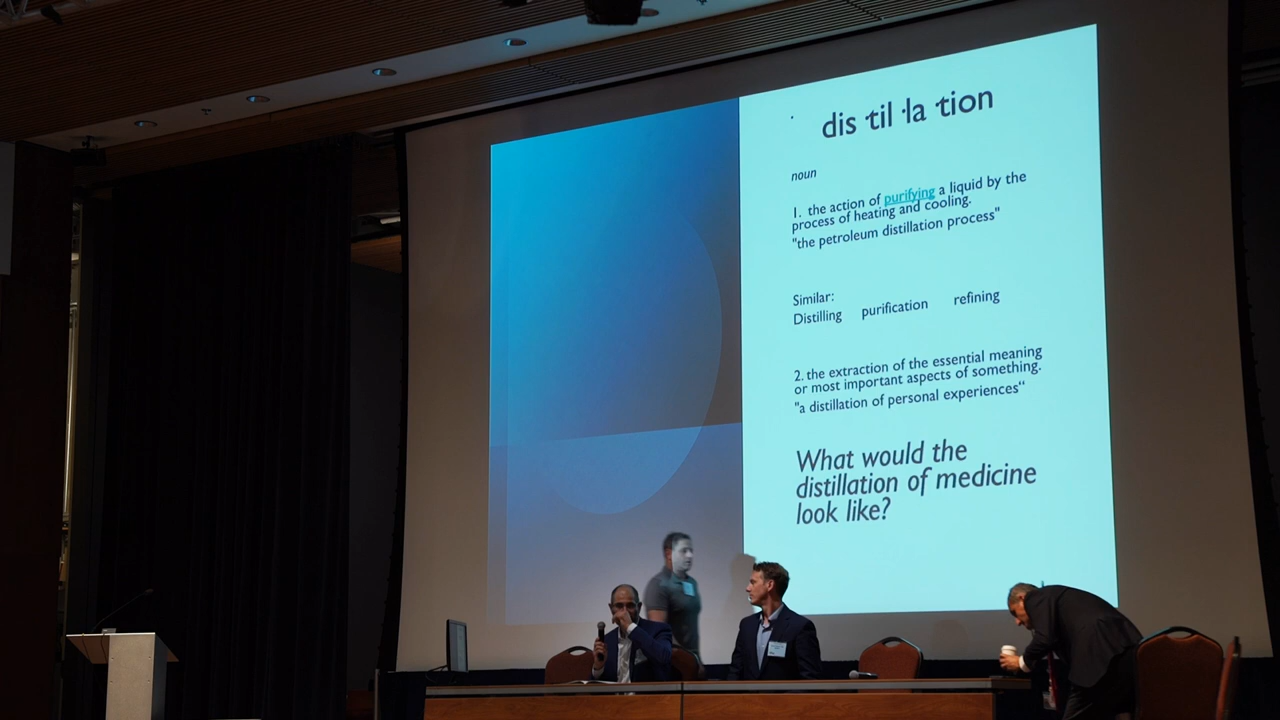 dis·til·la·tion
noun
1. the action of purifying a liquid by the
process of heating and cooling.
"the petroleum distillation process"
Similar:
Distilling purification refining
2. the extraction of the essential meaning
or most important aspects of something.
"a distillation of personal experiences“
What would the
distillation of medicine
look like?